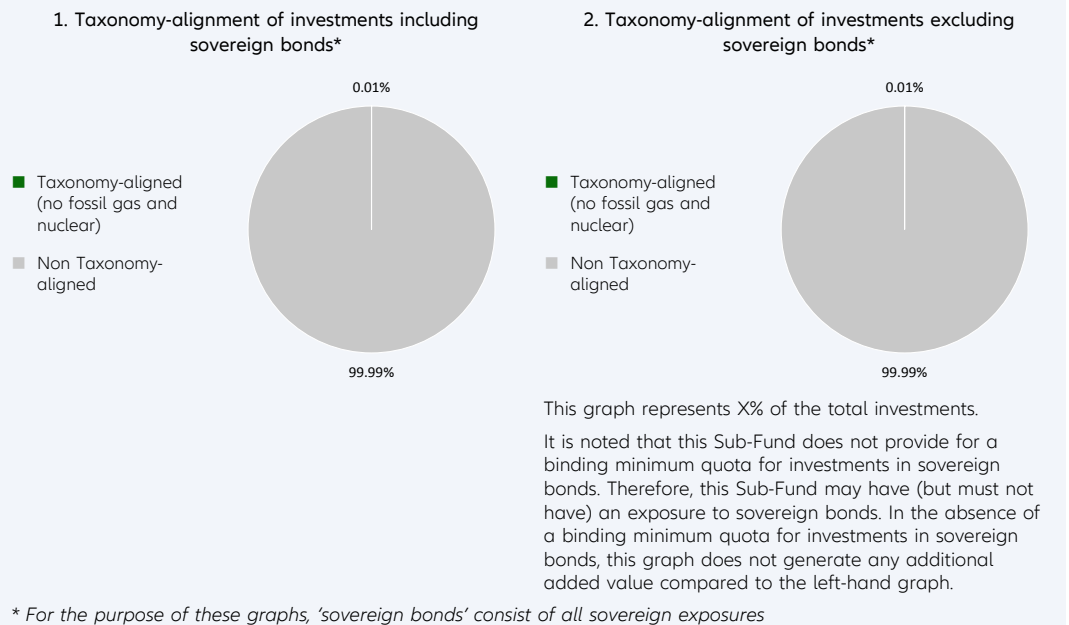 1. Taxonomy-alignment of investments including
sovereign bonds*
0.01%
Taxonomy-aligned
(no fossil gas and
nuclear)
Non Taxonomy-
aligned
99.99%
2. Taxonomy-alignment of investments excluding
sovereign bonds*
0.01%
Taxonomy-aligned
(no fossil gas and
nuclear)
Non Taxonomy-
aligned
99.99%
This graph represents X% of the total investments.
It is noted that this Sub-Fund does not provide for a
binding minimum quota for investments in sovereign
bonds. Therefore, this Sub-Fund may have (but must not
have) an exposure to sovereign bonds. In the absence of
a binding minimum quota for investments in sovereign
bonds, this graph does not generate any additional
added value compared to the left-hand graph.
* For the purpose of these graphs, ‘sovereign bonds’ consist of all sovereign exposures